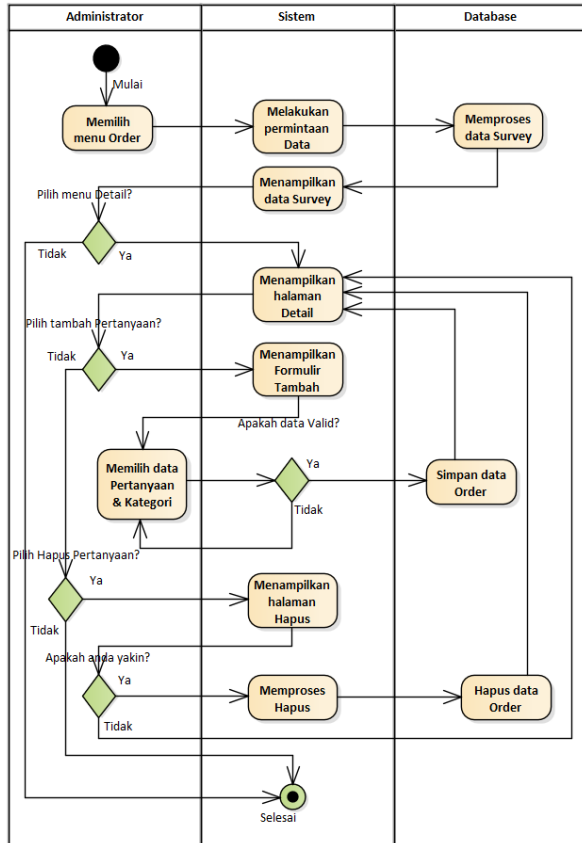 Administrator
Sistem
Database
Mulai
Memilih
menu Order
Melakukan
permintaan
Data
Memproses
data Survey
Menampilkan
data Survey
Pilih menu Detail?
Tidak
Ya
Menampilkan
halaman
Detail
Pilih tambah Pertanyaan?
Tidak
Ya
Menampilkan
Formulir
Tambah
Apakah data Valid?
Memilih data
Pertanyaan
& Kategori
Ya
Tidak
Simpan data
Order
Pilih Hapus Pertanyaan?
Ya
Tidak
Menampilkan
halaman
Hapus
Apakah anda yakin?
Ya
Tidak
Memproses
Hapus
Hapus data
Order
Selesai